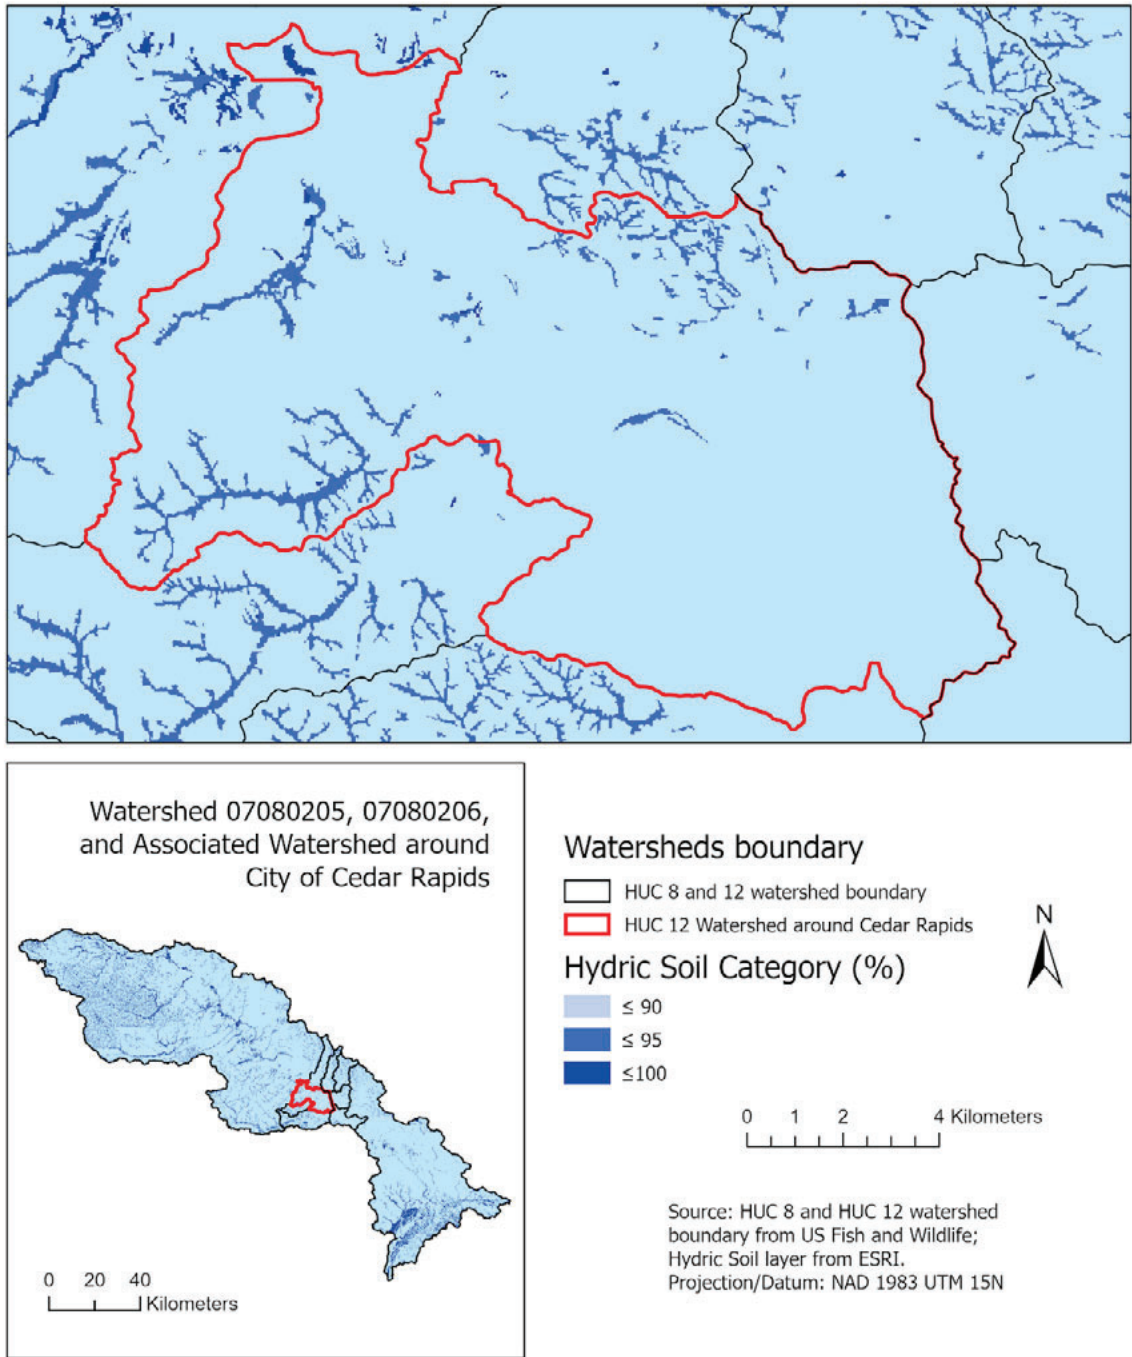 Watershed 07080205, 07080206,
and Associated Watershed around
City of Cedar Rapids
0 20 40
Kilometers
Watersheds boundary
HUC 8 and 12 watershed boundary
HUC 12 Watershed around Cedar Rapids
Hydric Soil Category (%)
≤ 90
≤ 95
≤100
N
0 1 2 4 Kilometers
Source: HUC 8 and HUC 12 watershed
boundary from US Fish and Wildlife;
Hydric Soil layer from ESRI.
Projection/Datum: NAD 1983 UTM 15N